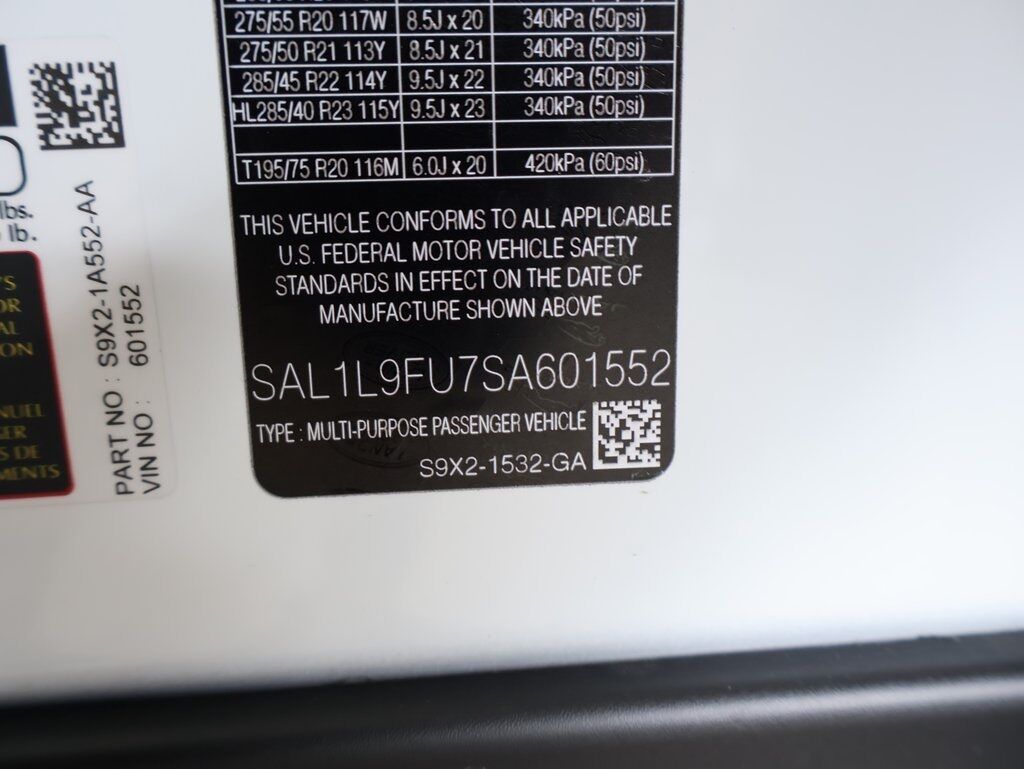 275/55 R20 117W 8.5J x 20 340kPa (50psi)
275/50 R21 113Y 8.5J x 21 340kPa (50psi)
285/45 R22 114Y 9.5J x 22 340kPa (50psi)
HL285/40 R23 115Y 9.5J x 23 340kPa (50psi)
T195/75 R20 116M 6.0J x 20 420kPa (60psi)
THIS VEHICLE CONFORMS TO ALL APPLICABLE
U.S. FEDERAL MOTOR VEHICLE SAFETY
STANDARDS IN EFFECT ON THE DATE OF
MANUFACTURE SHOWN ABOVE
SAL1L9FU7SA601552
TYPE : MULTI-PURPOSE PASSENGER VEHICLE
S9X2-1532-GA
PART NO : S9X2-1A552-AA
VIN NO : 601552
lbs.
lb.